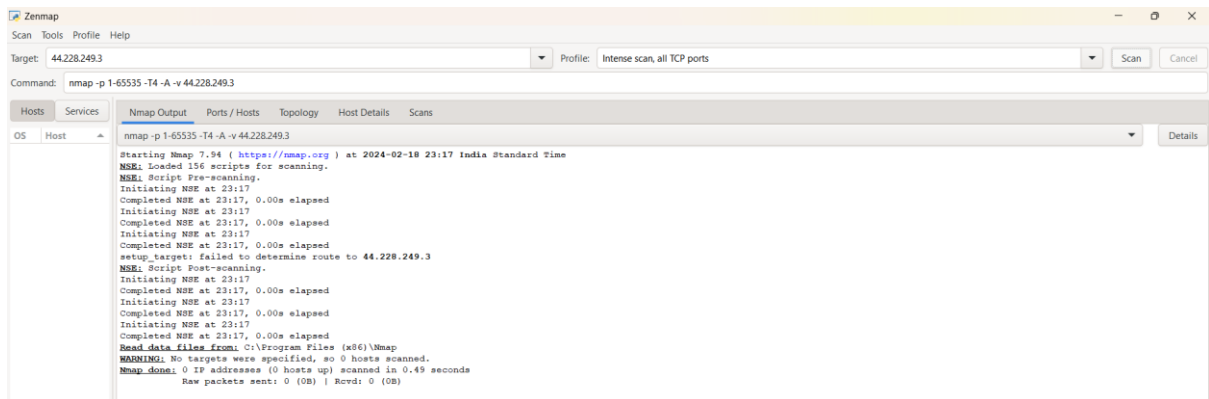 Zenmap
Scan Tools Profile Help
Target: 44.228.249.3 Profile: Intense scan, all TCP ports Scan Cancel
Command: nmap -p 1-65535 -T4 -A -v 44.228.249.3
Hosts Services Nmap Output Ports / Hosts Topology Host Details Scans
OS Host nmap -p 1-65535 -T4 -A -v 44.228.249.3 Details
Starting Nmap 7.94 ( https://nmap.org ) at 2024-02-18 23:17 India Standard Time
NSE: Loaded 156 scripts for scanning.
NSE: Script Pre-scanning.
Initiating NSE at 23:17
Completed NSE at 23:17, 0.00s elapsed
Initiating NSE at 23:17
Completed NSE at 23:17, 0.00s elapsed
Initiating NSE at 23:17
Completed NSE at 23:17, 0.00s elapsed
setup_target: failed to determine route to 44.228.249.3
NSE: Script Post-scanning.
Initiating NSE at 23:17
Completed NSE at 23:17, 0.00s elapsed
Initiating NSE at 23:17
Completed NSE at 23:17, 0.00s elapsed
Initiating NSE at 23:17
Completed NSE at 23:17, 0.00s elapsed
Read data files from: C:\Program Files (x86)\Nmap
WARNING: No targets were specified, so 0 hosts scanned.
Nmap done: 0 IP addresses (0 hosts up) scanned in 0.49 seconds
Raw packets sent: 0 (0B) | Rcvd: 0 (0B)